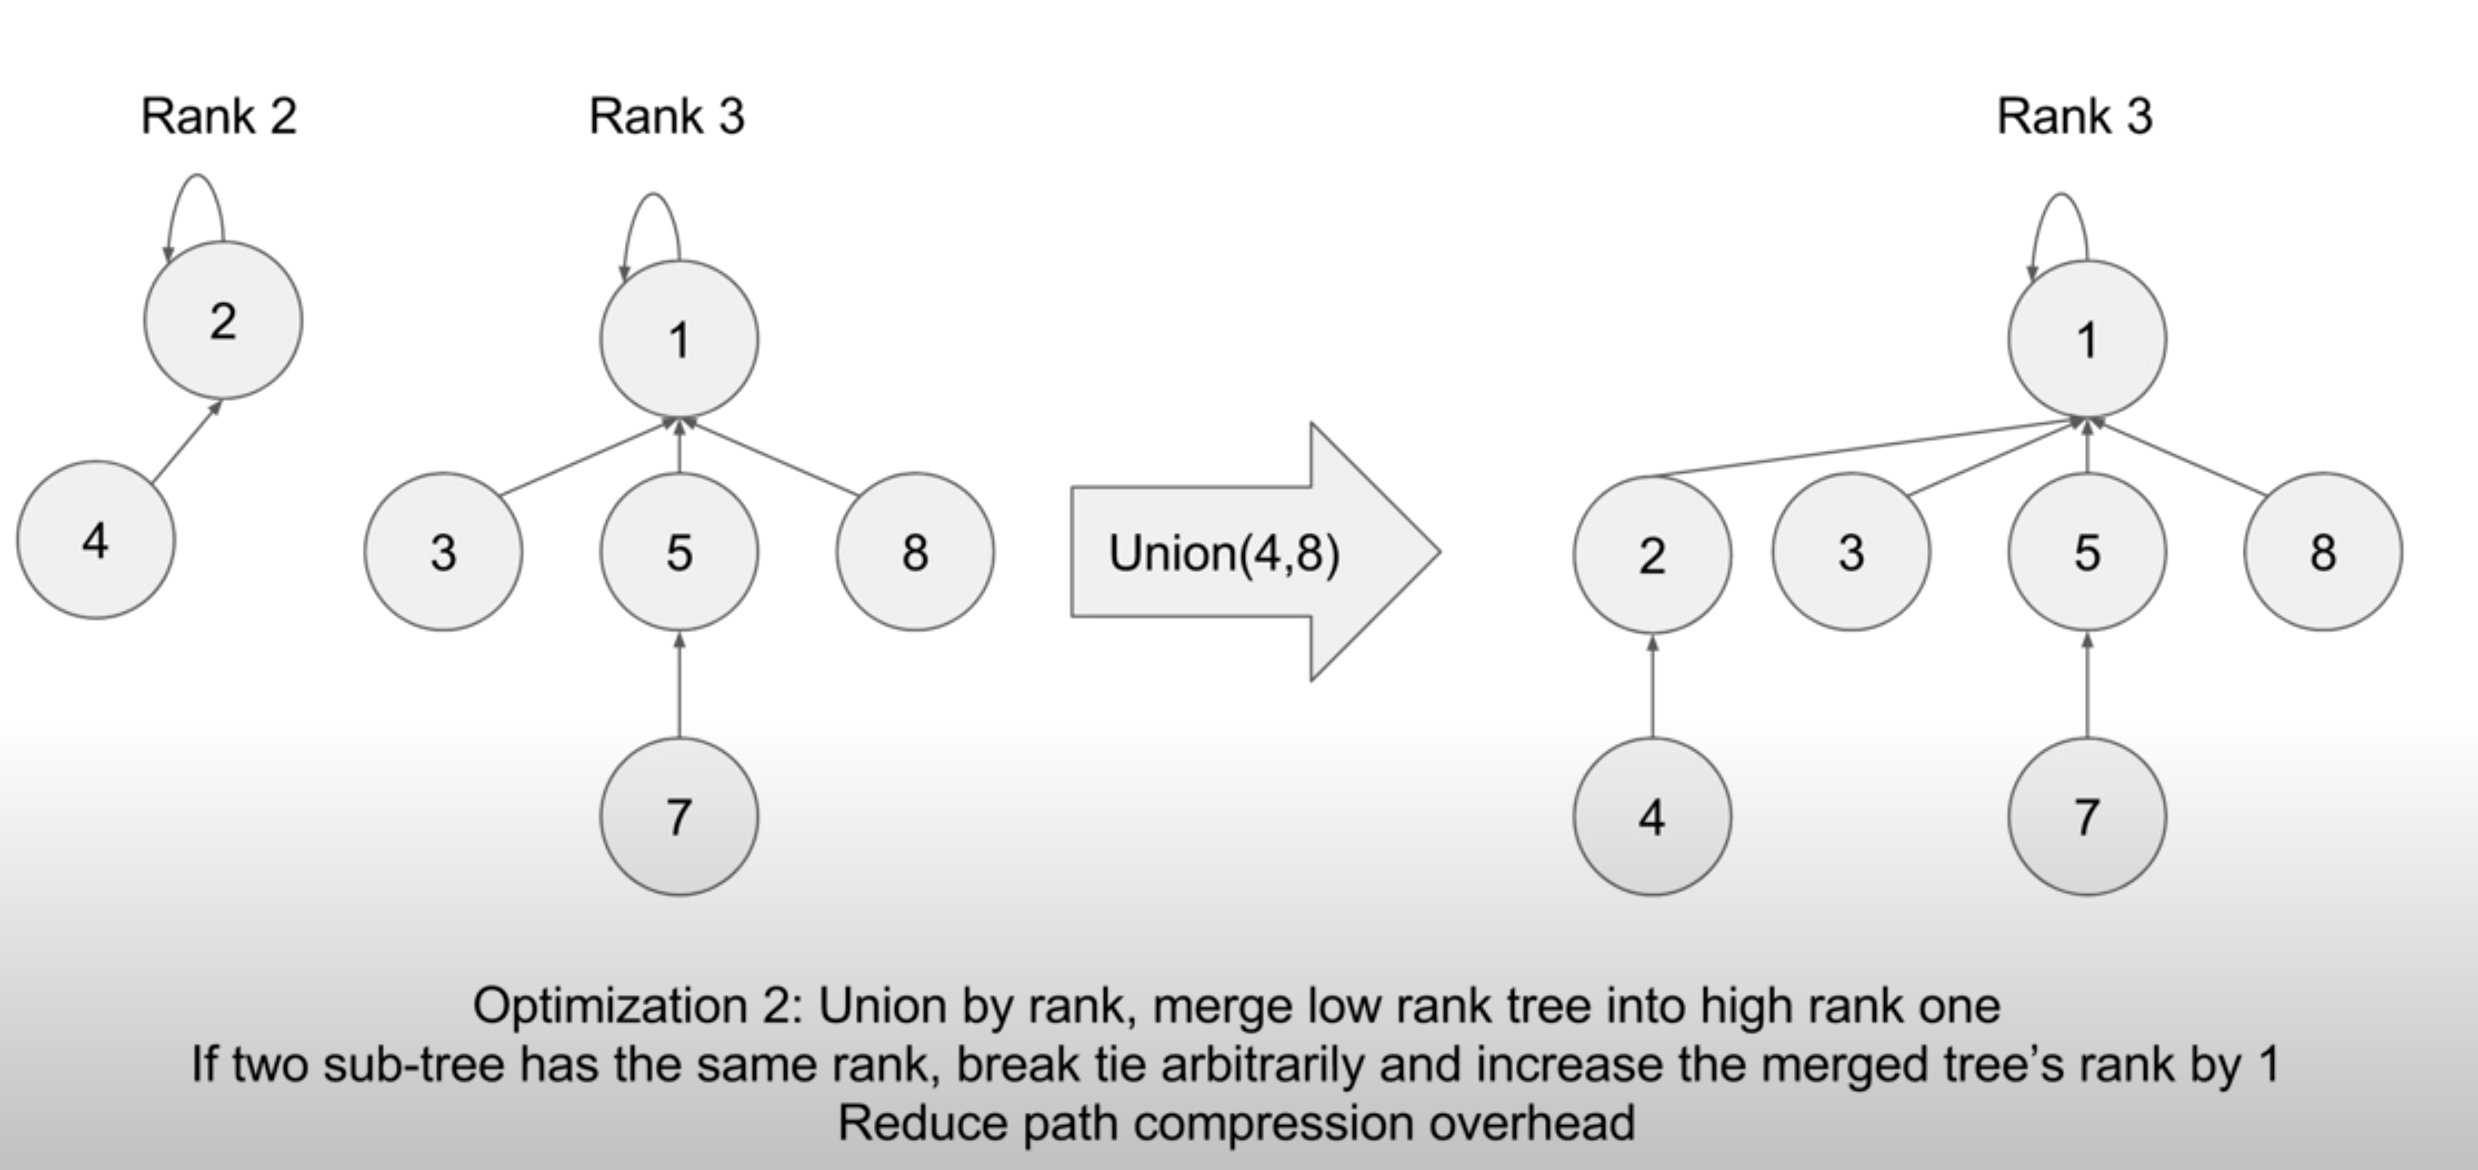 Rank 2
Rank 3
Rank 3
2
1
1
4
3
5
8
Union(4,8)
2
3
5
8
7
4
7
Optimization 2: Union by rank, merge low rank tree into high rank one
If two sub-tree has the same rank, break tie arbitrarily and increase the merged tree’s rank by 1
Reduce path compression overhead